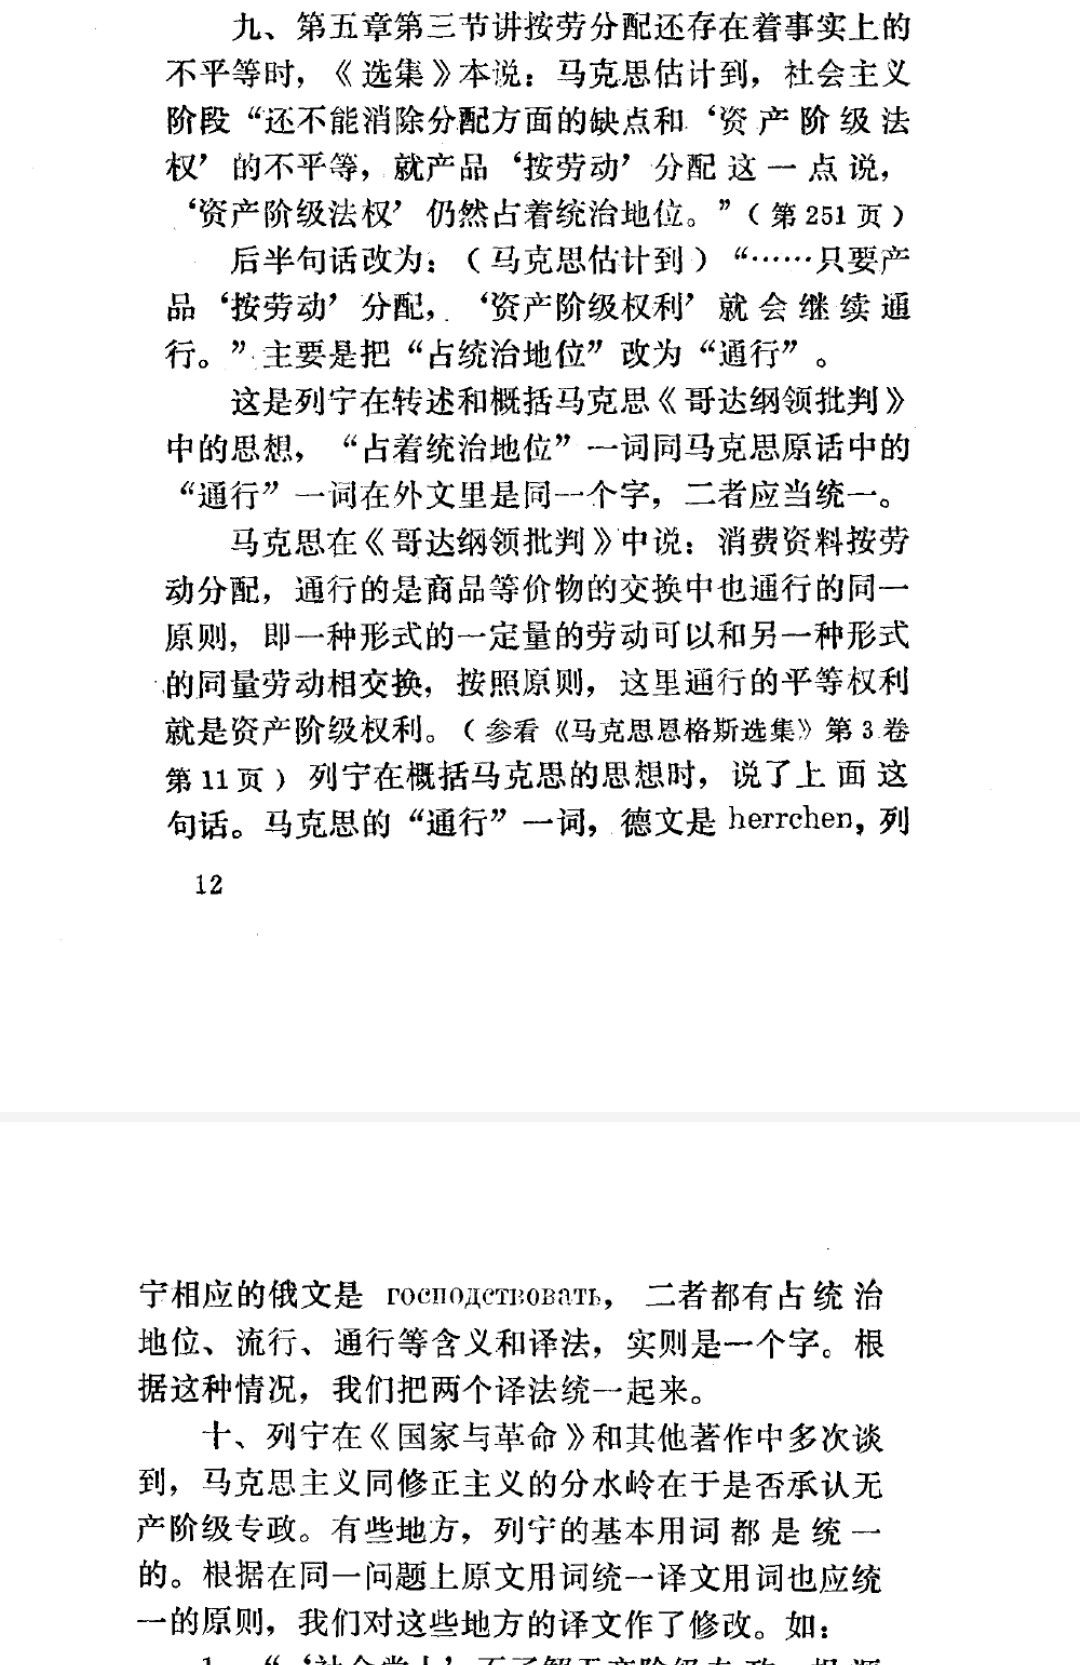 九、第五章第三节讲按劳分配还存在着事实上的
不平等时，《选集》本说：马克思估计到，社会主义
阶段“还不能消除分配方面的缺点和‘资产阶级法
权’的不平等，就产品‘按劳动’分配这一点说，
‘资产阶级法权’仍然占着统治地位。”（第251页）
后半句话改为：（马克思估计到）“……只要产
品‘按劳动’分配，‘资产阶级权利’就会继续通
行。”主要是把“占统治地位”改为“通行”。
这是列宁在转述和概括马克思《哥达纲领批判》
中的思想，“占着统治地位”一词同马克思原话中的
“通行”一词在外文里是同一个字，二者应当统一。
马克思在《哥达纲领批判》中说：消费资料按劳
动分配，通行的是商品等价物的交换中也通行的同一
原则，即一种形式的一定量的劳动可以和另一种形式
的同量劳动相交换，按照原则，这里通行的平等权利
就是资产阶级权利。（参看《马克思恩格斯选集》第3卷
第11页）列宁在概括马克思的思想时，说了上面这
句话。马克思的“通行”一词，德文是herrchen，列
12
宁相应的俄文是 господствовать，二者都有占统治
地位、流行、通行等含义和译法，实则是一个字。根
据这种情况，我们把两个译法统一起来。
十、列宁在《国家与革命》和其他著作中多次谈
到，马克思主义同修正主义的分水岭在于是否承认无
产阶级专政。有些地方，列宁的基本用词都是统一
的。根据在同一问题上原文用词统一译文用词也应统
一的原则，我们对这些地方的译文作了修改。如：